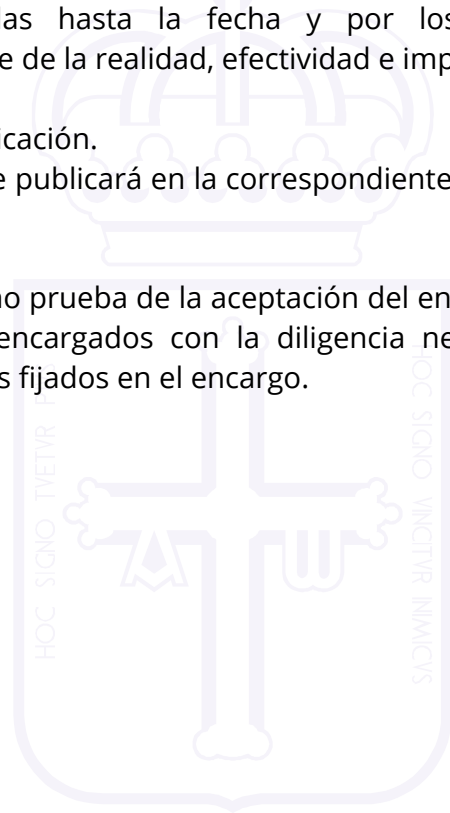 las hasta la fecha y por los
e de la realidad, efectividad e imp
icación.
e publicará en la correspondiente
no prueba de la aceptación del en
encargados con la diligencia ne
s fijados en el encargo.
HOC SIGNO TVETVR P
HOC SIGNO VINCITVR INIMICVS